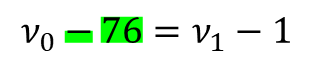 ν₀ − 76 = ν₁ − 1